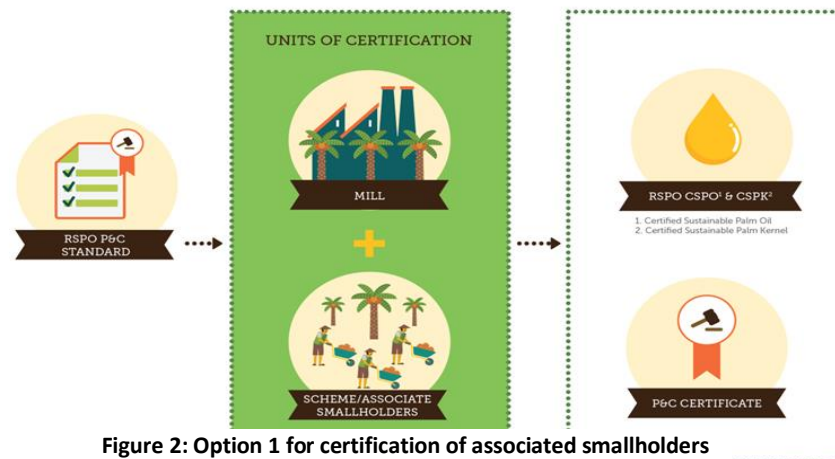 UNITS OF CERTIFICATION
RSPO P&C
STANDARD
MILL
SCHEME/ASSOCIATE
SMALLHOLDERS
RSPO CSPO¹ & CSPK²
1. Certified Sustainable Palm Oil
2. Certified Sustainable Palm Kernel
P&C CERTIFICATE
Figure 2: Option 1 for certification of associated smallholders